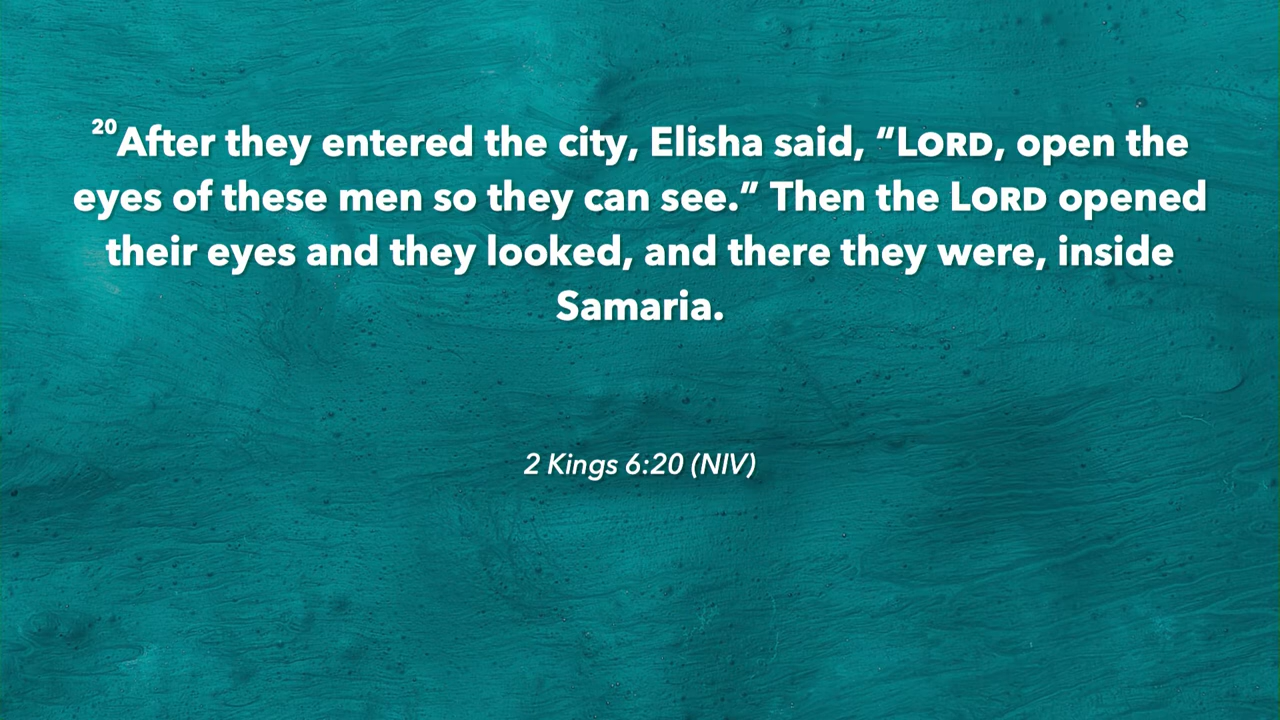 20After they entered the city, Elisha said, “LORD, open the
eyes of these men so they can see.” Then the LORD opened
their eyes and they looked, and there they were, inside
Samaria.
2 Kings 6:20 (NIV)